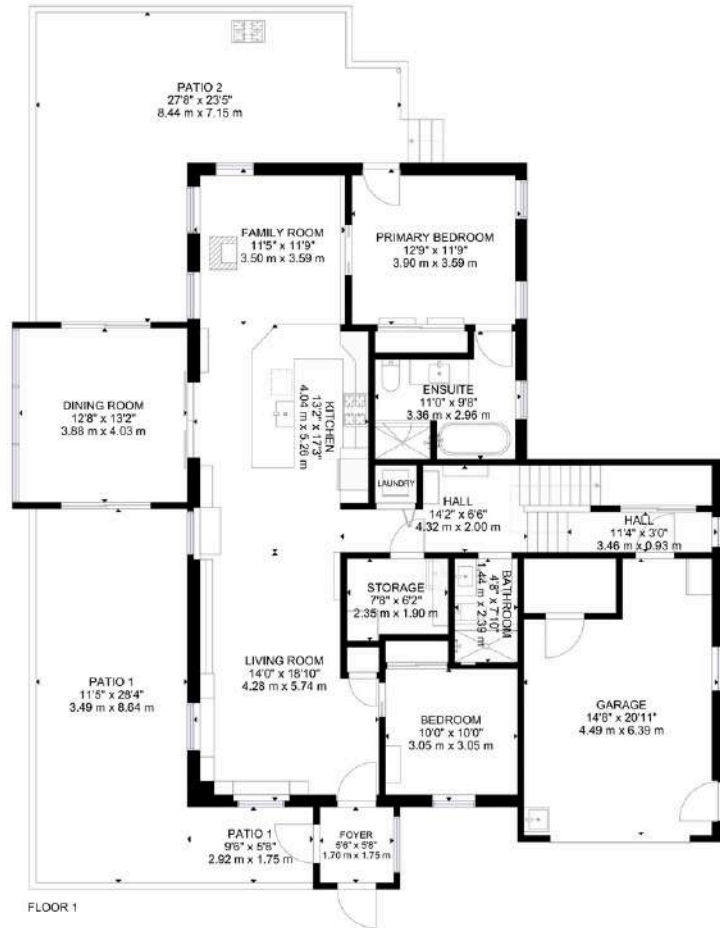 PATIO 2
27'8" x 23'5"
8.44 m x 7.15 m
FAMILY ROOM
11'5" x 11'9"
3.50 m x 3.59 m
PRIMARY BEDROOM
12'9" x 11'9"
3.90 m x 3.59 m
DINING ROOM
12'8" x 13'2"
3.88 m x 4.03 m
KITCHEN
13'2" x 17'3"
4.04 m x 5.26 m
ENSUITE
11'0" x 9'8"
3.36 m x 2.96 m
LAUNDRY
HALL
14'2" x 6'6"
4.32 m x 2.00 m
HALL
11'4" x 3'0"
3.46 m x 0.93 m
STORAGE
7'8" x 6'2"
2.35 m x 1.90 m
BATHROOM
4'8" x 7'10"
1.44 m x 2.39 m
PATIO 1
11'5" x 28'4"
3.49 m x 8.64 m
LIVING ROOM
14'0" x 18'10"
4.28 m x 5.74 m
BEDROOM
10'0" x 10'0"
3.05 m x 3.05 m
GARAGE
14'8" x 20'11"
4.49 m x 6.39 m
PATIO 1
9'6" x 5'8"
2.92 m x 1.75 m
FOYER
5'6" x 5'8"
1.70 m x 1.75 m
FLOOR 1